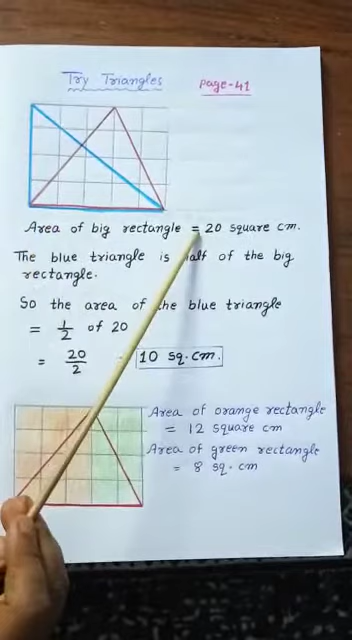 Try Triangles
Page-41
Area of big rectangle = 20 square cm.
The blue triangle is half of the big
rectangle.
So the area of the blue triangle
= 1/2 of 20
= 20/2 10 sq.cm.
Area of orange rectangle
= 12 square cm
Area of green rectangle
= 8 sq.cm